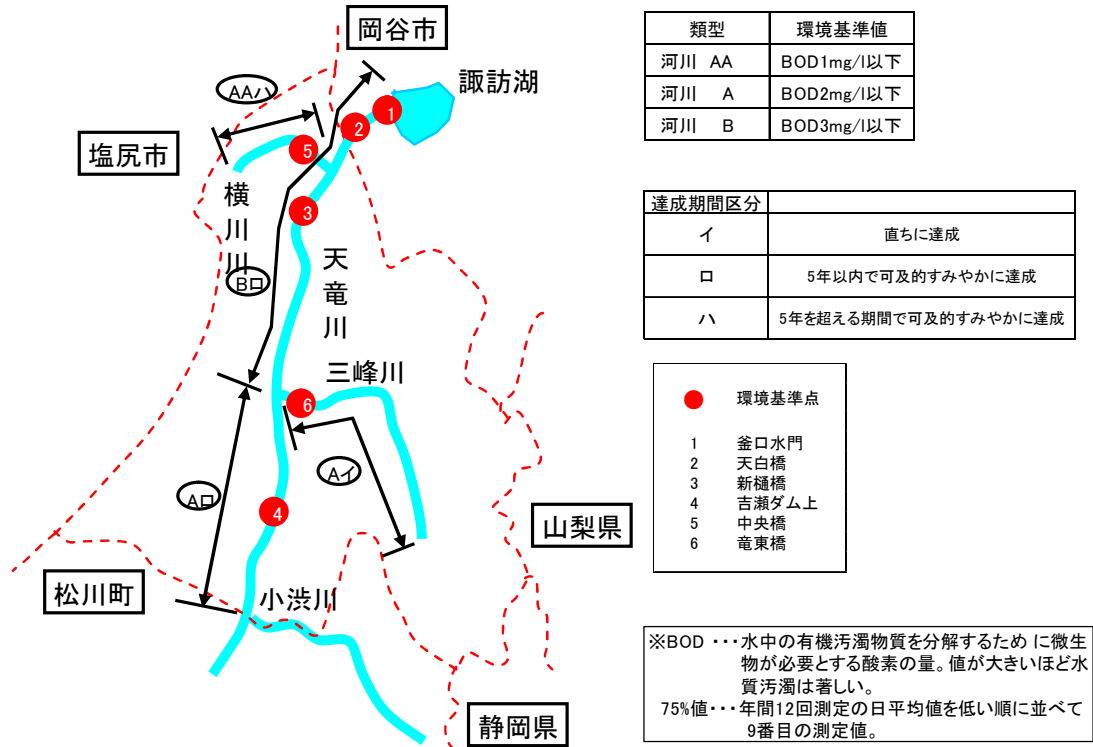 岡谷市
諏訪湖
AAハ
塩尻市
横川川
Bロ
天竜川
三峰川
Aイ
Aロ
山梨県
松川町
小渋川
静岡県
1
2
3
4
5
6
類型 環境基準値
河川 AA BOD1mg/l以下
河川 A BOD2mg/l以下
河川 B BOD3mg/l以下
達成期間区分
イ 直ちに達成
ロ 5年以内で可及的すみやかに達成
ハ 5年を超える期間で可及的すみやかに達成
環境基準点
1 釜口水門
2 天白橋
3 新樋橋
4 吉瀬ダム上
5 中央橋
6 竜東橋
※BOD ・・・水中の有機汚濁物質を分解するため に微生
物が必要とする酸素の量。値が大きいほど水
質汚濁は著しい。
75%値・・・年間12回測定の日平均値を低い順に並べて
9番目の測定値。